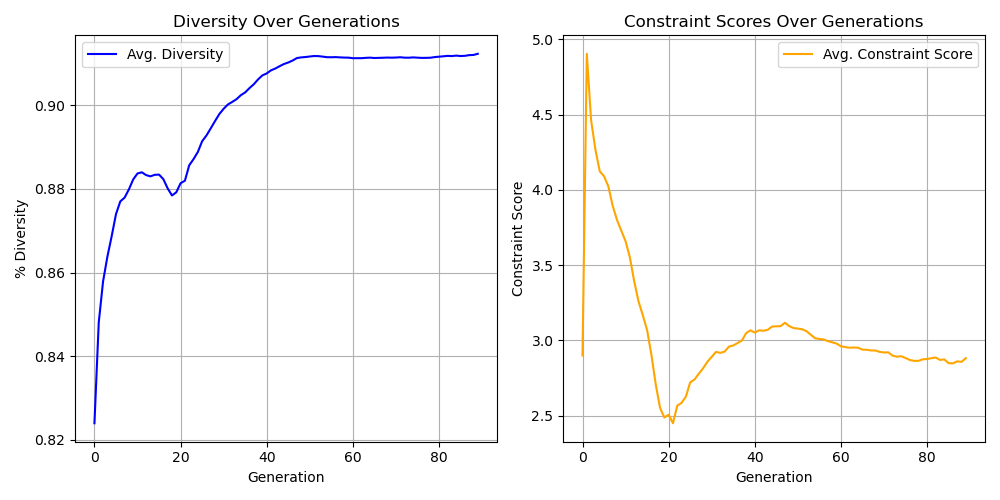 Diversity Over Generations
Avg. Diversity
0.90
0.88
0.86
0.84
0.82
% Diversity
0 20 40 60 80
Generation
Constraint Scores Over Generations
Avg. Constraint Score
5.0
4.5
4.0
3.5
3.0
2.5
Constraint Score
0 20 40 60 80
Generation